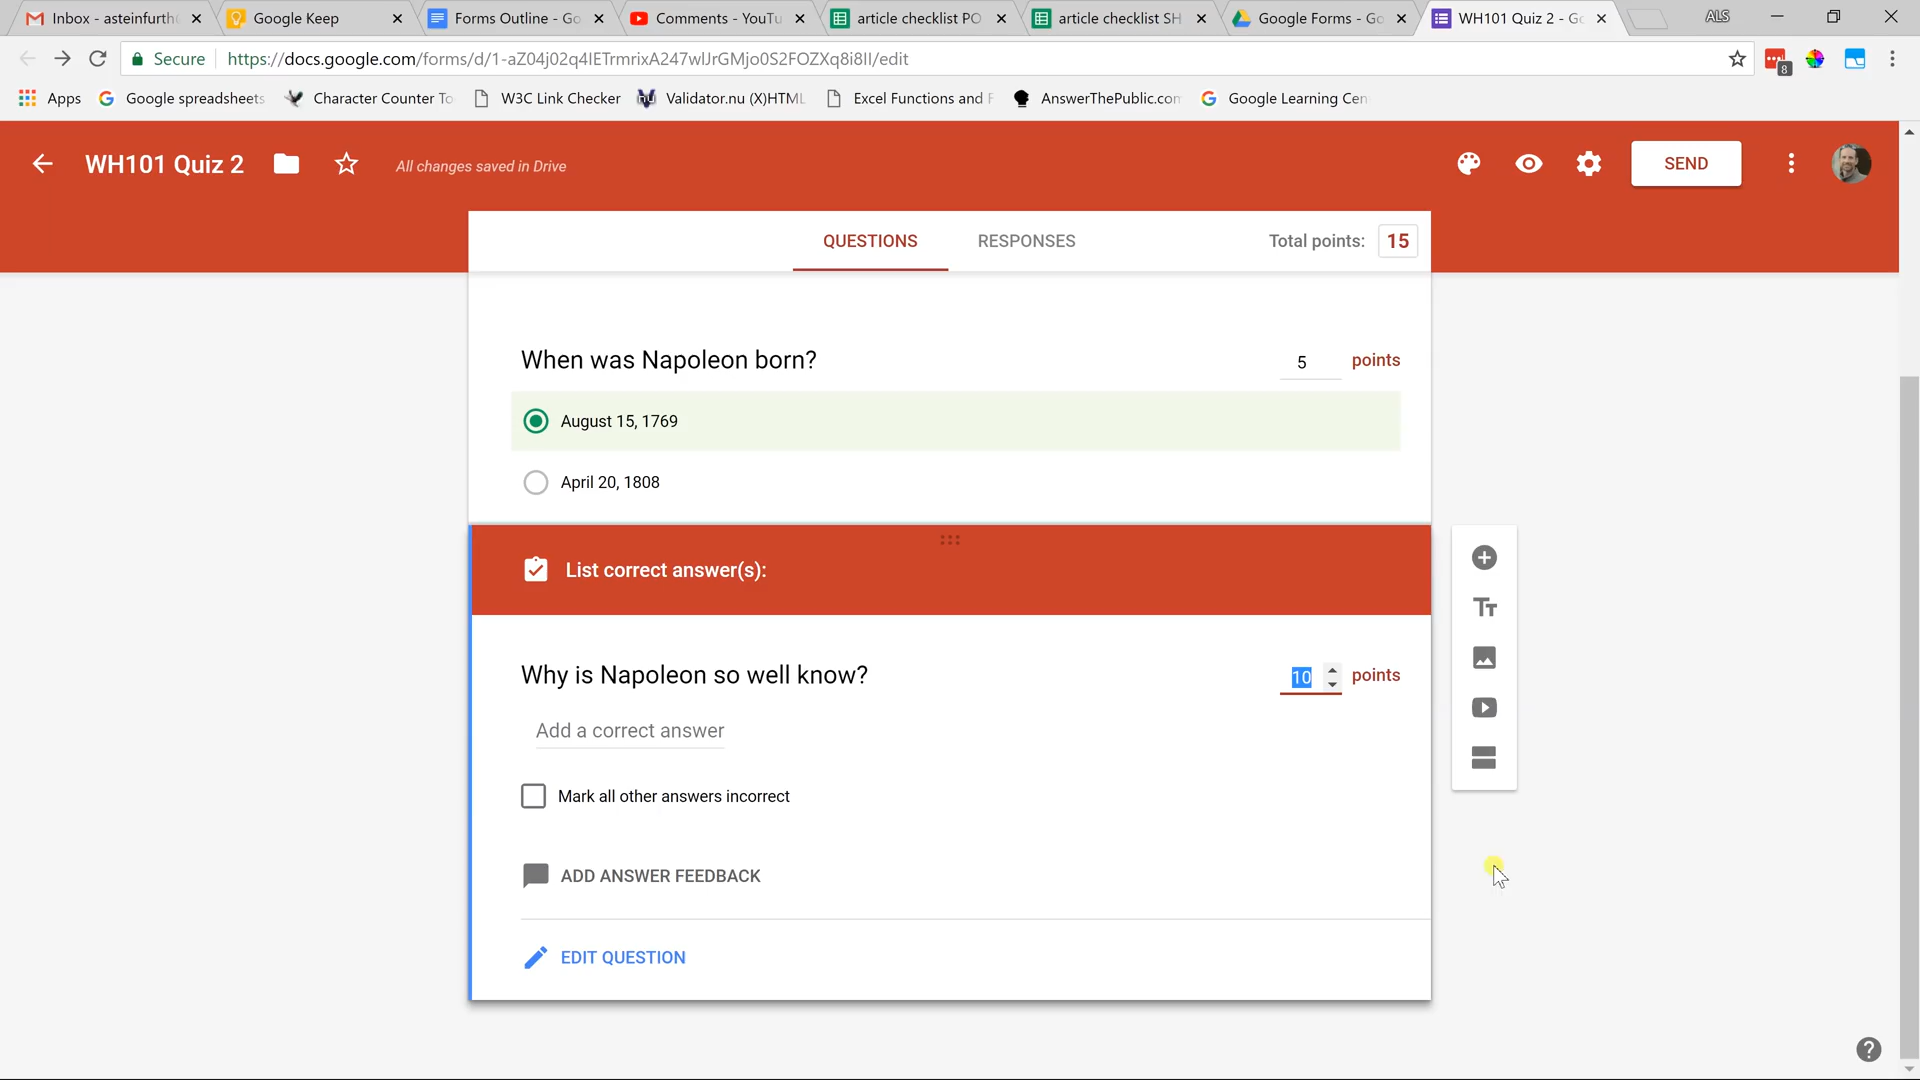 Inbox - asteinfurth
Google Keep
Forms Outline - Go
Comments - YouTu
article checklist PO
article checklist SH
Google Forms - Go
WH101 Quiz 2 - Go
ALS
Secure
https://docs.google.com/forms/d/1-aZ04j02q4IETrmrixA247wlJrGMjo0S2FOZXq8i8II/edit
8
Apps
Google spreadsheets
Character Counter To
W3C Link Checker
Validator.nu (X)HTML
Excel Functions and F
AnswerThePublic.com
Google Learning Cen
WH101 Quiz 2
All changes saved in Drive
SEND
QUESTIONS
RESPONSES
Total points: 15
When was Napoleon born?
5 points
August 15, 1769
April 20, 1808
List correct answer(s):
Why is Napoleon so well know?
10 points
Add a correct answer
Mark all other answers incorrect
ADD ANSWER FEEDBACK
EDIT QUESTION